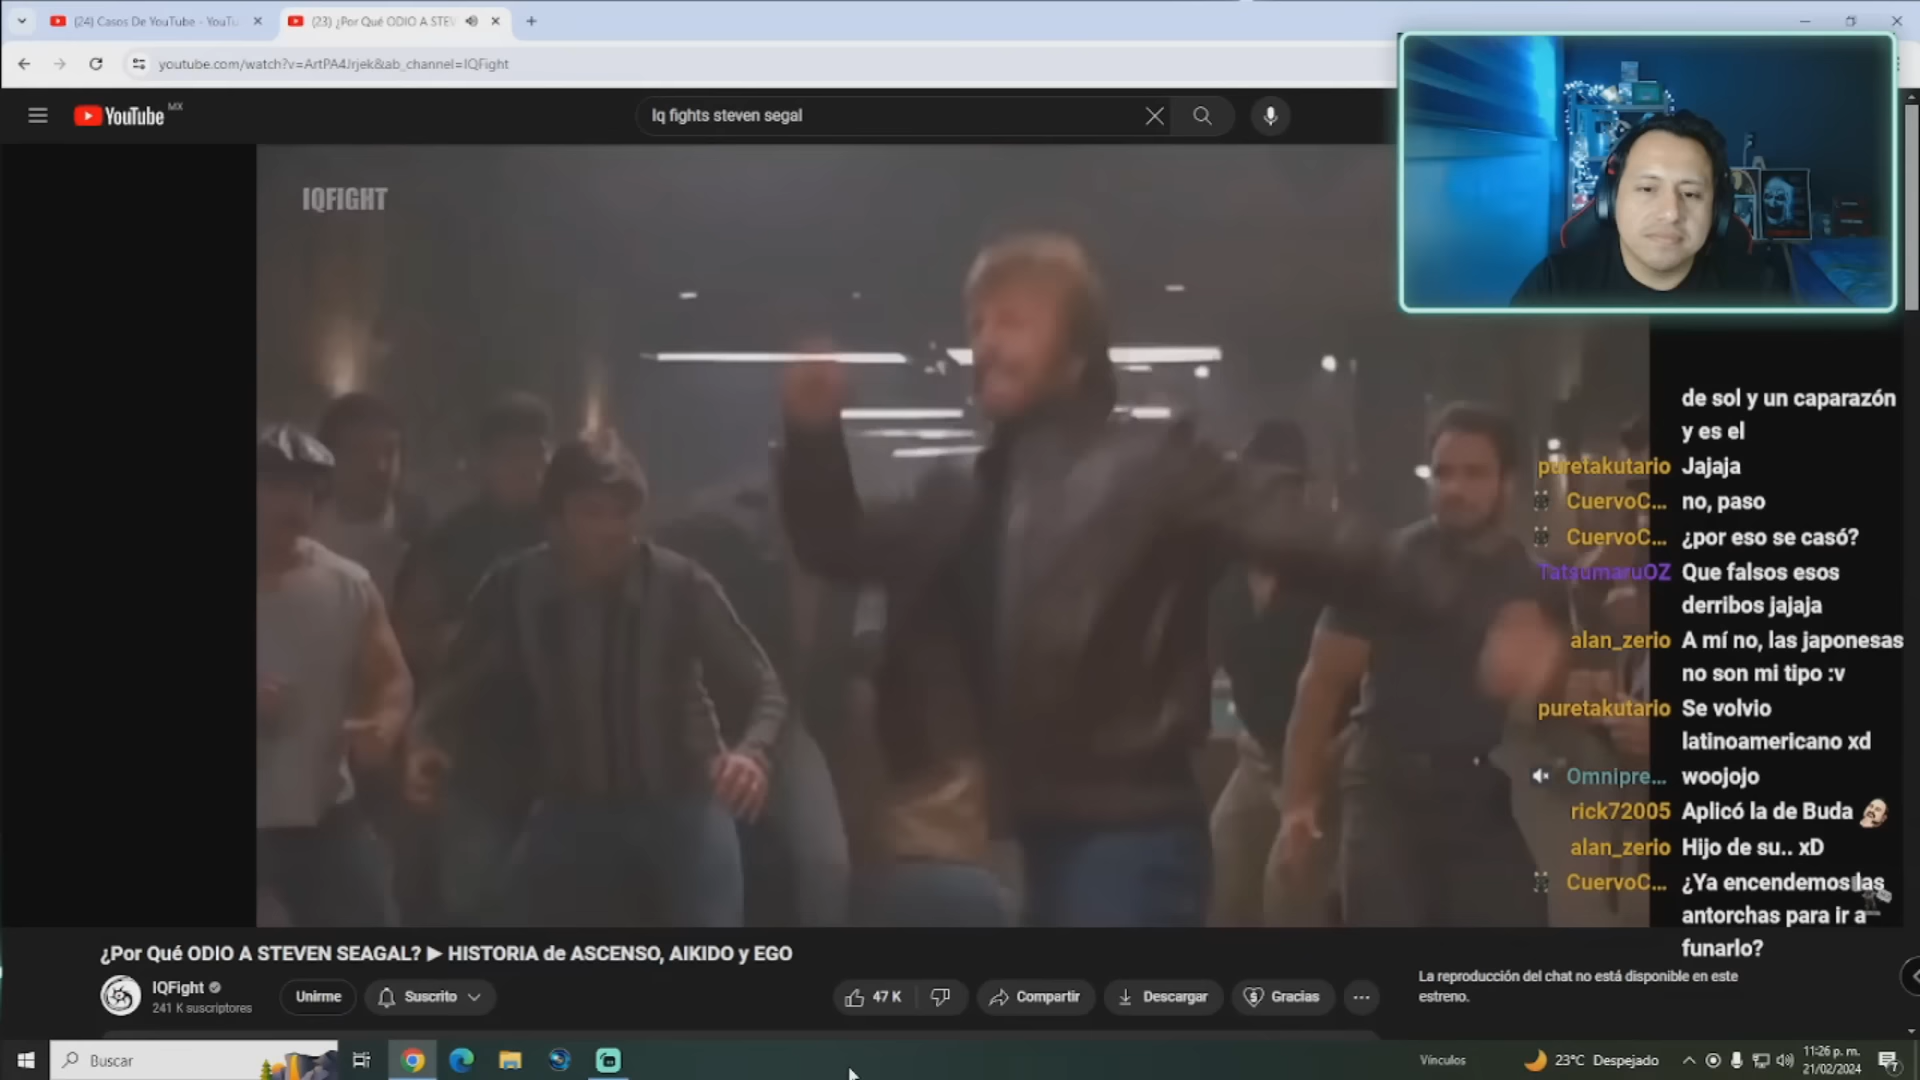 (24) Casos De YouTube - YouTu
(23) ¿Por Qué ODIO A STEV
youtube.com/watch?v=ArtPA4Jrjek&ab_channel=IQFight
YouTube MX
Iq fights steven segal
IQFIGHT
de sol y un caparazón
y es el
puretakutario Jajaja
CuervoC... no, paso
CuervoC... ¿por eso se casó?
TatsumaruOZ Que falsos esos
derribos jajaja
alan_zerio A mí no, las japonesas
no son mi tipo :v
puretakutario Se volvio
latinoamericano xd
Omnipre... woojojo
rick72005 Aplicó la de Buda
alan_zerio Hijo de su.. xD
CuervoC... ¿Ya encendemos las
antorchas para ir a
funarlo?
¿Por Qué ODIO A STEVEN SEAGAL? ▶ HISTORIA de ASCENSO, AIKIDO y EGO
IQFight
241 K suscriptores
Unirme
Suscrito
47 K
Compartir
Descargar
Gracias
La reproducción del chat no está disponible en este
estreno.
Buscar
Vínculos
23°C Despejado
11:26 p. m.
21/02/2024
7